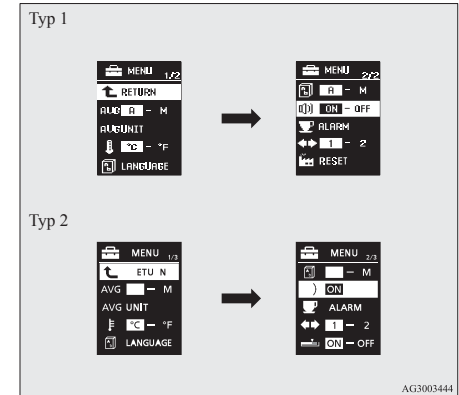 Typ 1
MENU 1/2
RETURN
AVG A - M
AVG UNIT
°C - °F
LANGUAGE
MENU 2/2
A - M
ON - OFF
ALARM
1 - 2
RESET
Typ 2
MENU 1/3
ETU N
AVG — M
AVG UNIT
°C — °F
LANGUAGE
MENU 2/3
— M
) ON
ALARM
1 — 2
ON — OFF
AG3003444